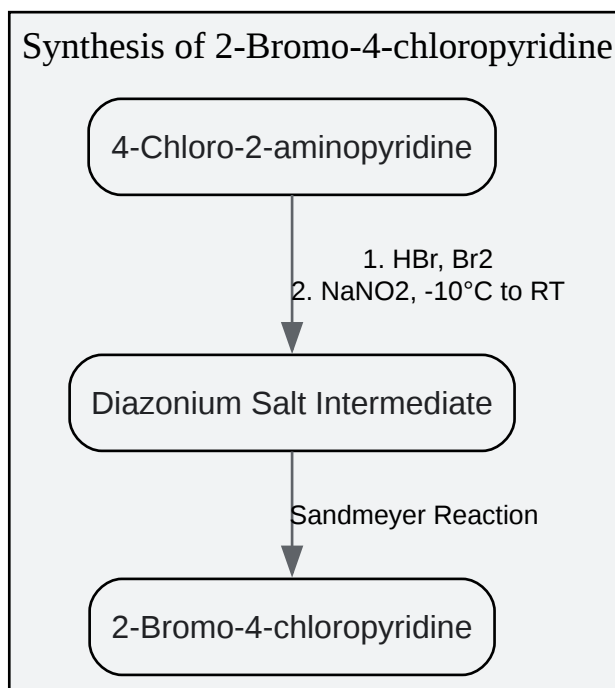 Synthesis of 2-Bromo-4-chloropyridine
4-Chloro-2-aminopyridine
1. HBr, Br2
2. NaNO2, -10°C to RT
Diazonium Salt Intermediate
Sandmeyer Reaction
2-Bromo-4-chloropyridine